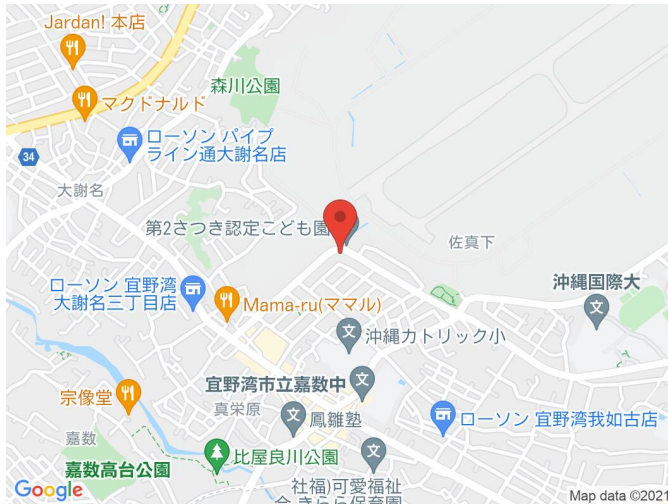 Jardan! 本店
森川公園
マクドナルド
ローソン パイプ
ライン通大謝名店
34
大謝名
第2さつき認定こども園
佐真下
沖縄国際大
ローソン 宜野湾
大謝名三丁目店
Mama-ru(ママル)
沖縄カトリック小
宜野湾市立嘉数中
宗像堂
真栄原
鳳雛塾
ローソン 宜野湾我如古店
嘉数
嘉数高台公園
比屋良川公園
社福)可愛福祉
Google
Map data ©202